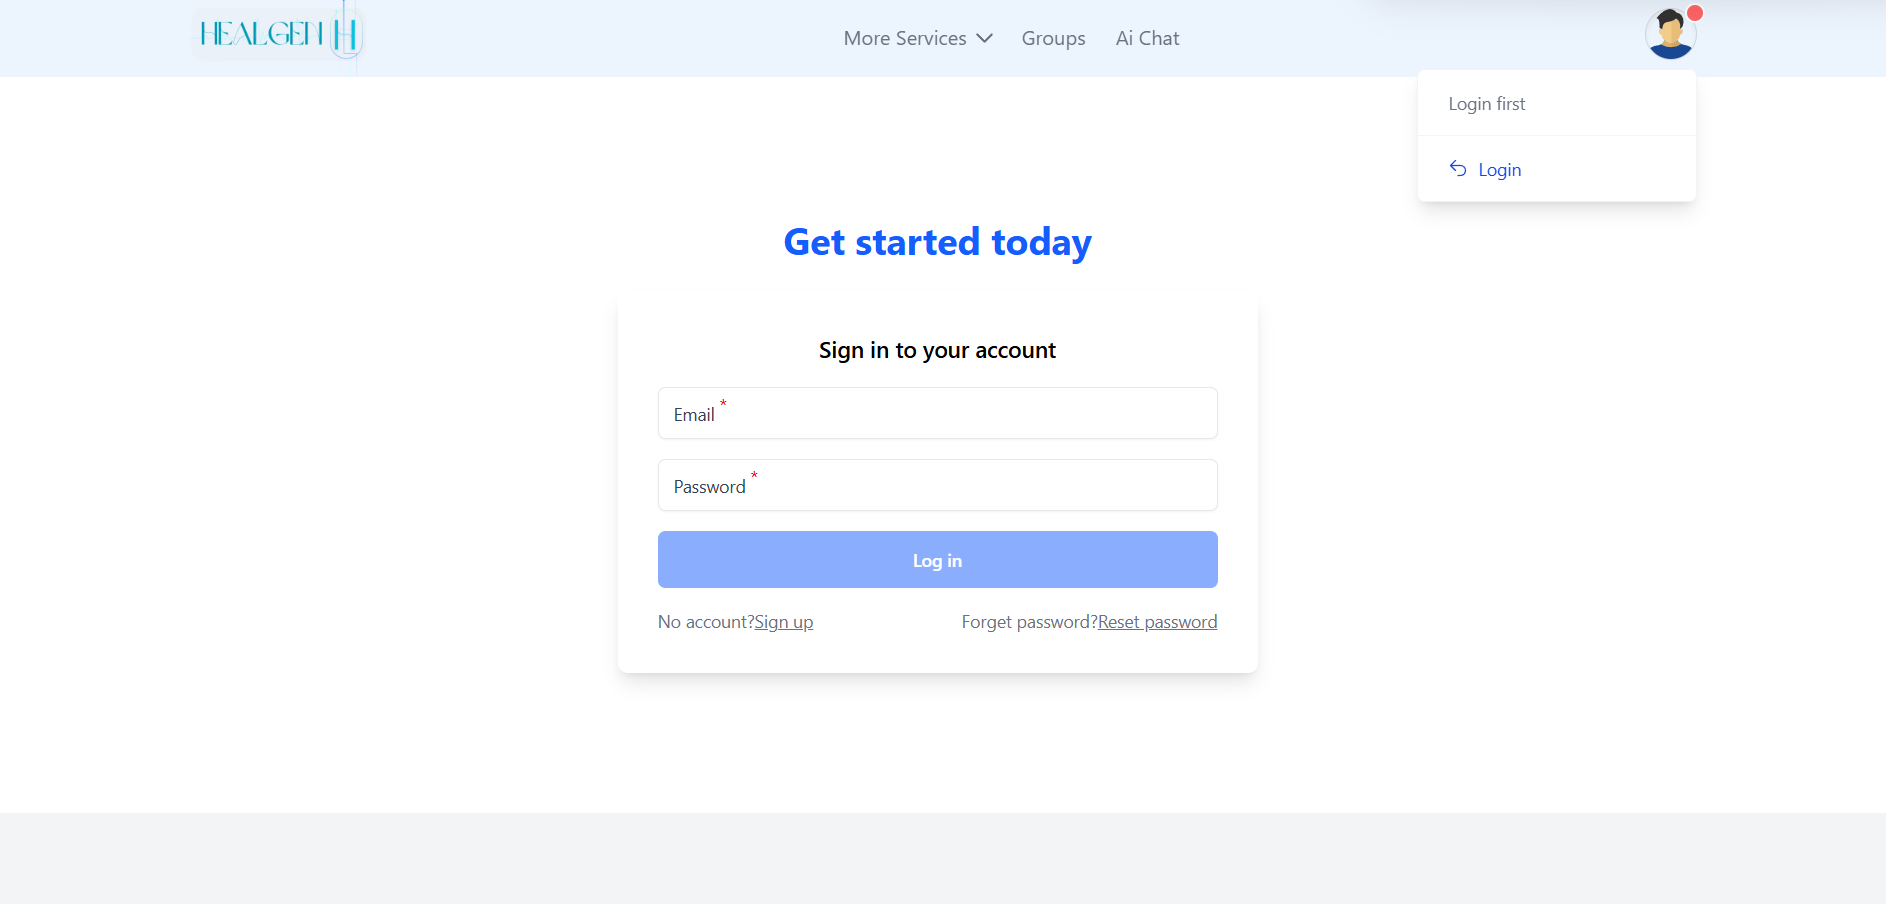 HEALGEN H
More Services
Groups
Ai Chat
Login first
Login
Get started today
Sign in to your account
Email *
Password *
Log in
No account?Sign up
Forget password?Reset password